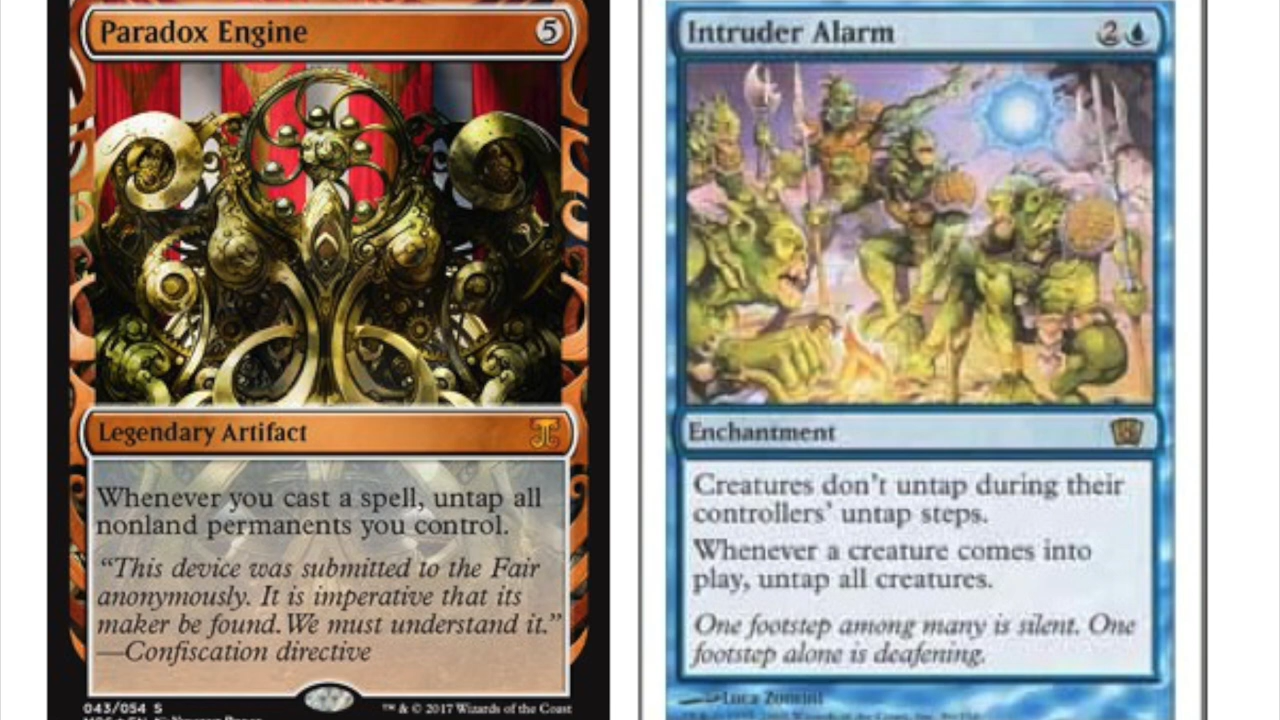 Paradox Engine 5
Legendary Artifact
Whenever you cast a spell, untap all
nonland permanents you control.
“This device was submitted to the Fair
anonymously. It is imperative that its
maker be found. We must understand it.”
—Confiscation directive
043/054 S
™ & © 2017 Wizards of the Coast
Intruder Alarm 2
Enchantment
Creatures don't untap during their
controllers' untap steps.
Whenever a creature comes into
play, untap all creatures.
One footstep among many is silent. One
footstep alone is deafening.
Luca Zontini